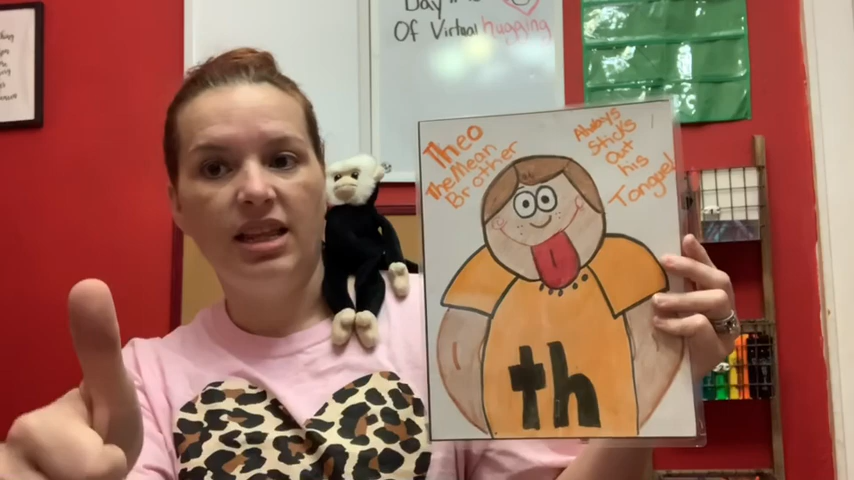 Of Virtual hugging
Theo
The Mean
Brother
Always
Sticks
Out
his
Tongue!
th